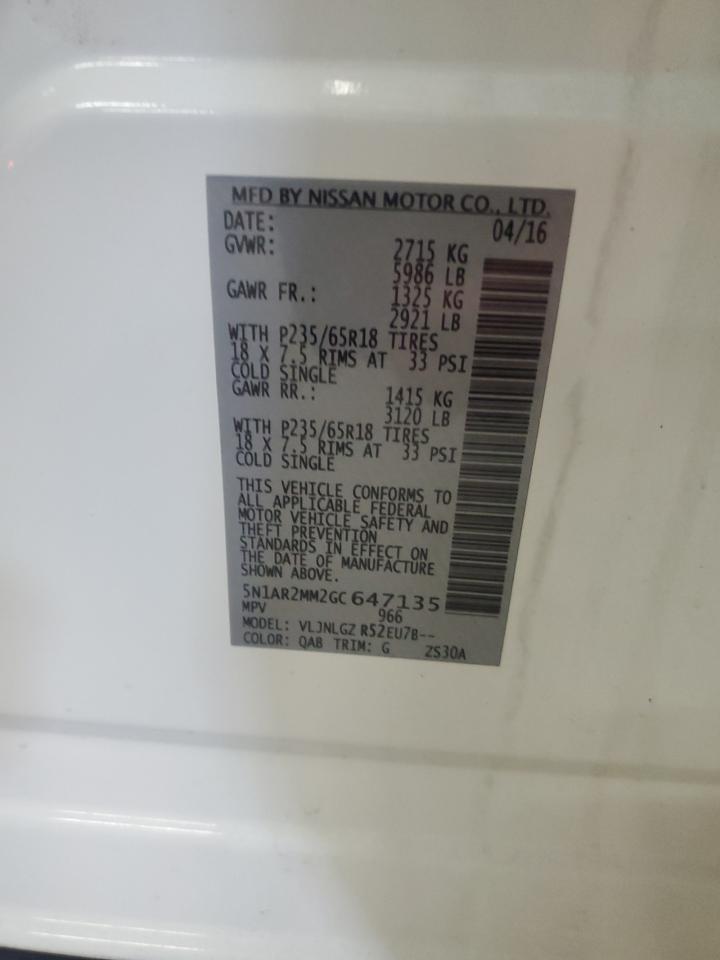 MFD BY NISSAN MOTOR CO., LTD.
DATE: 04/16
GVWR: 2715 KG
5986 LB
GAWR FR.: 1325 KG
2921 LB
WITH P235/65R18 TIRES
18 X 7.5 RIMS AT 33 PSI
COLD SINGLE
GAWR RR.: 1415 KG
3120 LB
WITH P235/65R18 TIRES
18 X 7.5 RIMS AT 33 PSI
COLD SINGLE
THIS VEHICLE CONFORMS TO
ALL APPLICABLE FEDERAL
MOTOR VEHICLE SAFETY AND
THEFT PREVENTION
STANDARDS IN EFFECT ON
THE DATE OF MANUFACTURE
SHOWN ABOVE.
5N1AR2MM2GC647135
MPV 966
MODEL: VLJNLGZ R52EU7B--
COLOR: QAB TRIM: G ZS30A